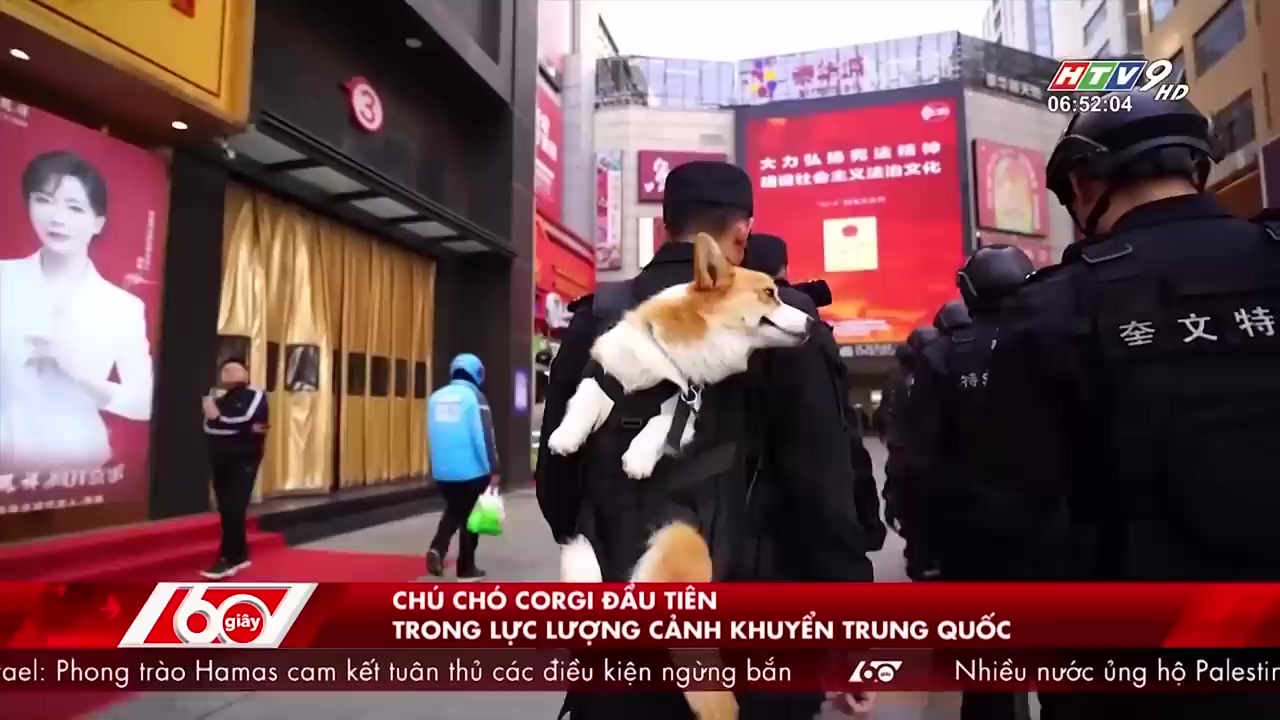 HTV9 HD
06:52:04
3
大力弘扬宪法精神
建设社会主义法治文化
奎文特
特
60 giây
CHÚ CHÓ CORGI ĐẦU TIÊN
TRONG LỰC LƯỢNG CẢNH KHUYỂN TRUNG QUỐC
rael: Phong trào Hamas cam kết tuân thủ các điều kiện ngừng bắn
60
Nhiều nước ủng hộ Palestin